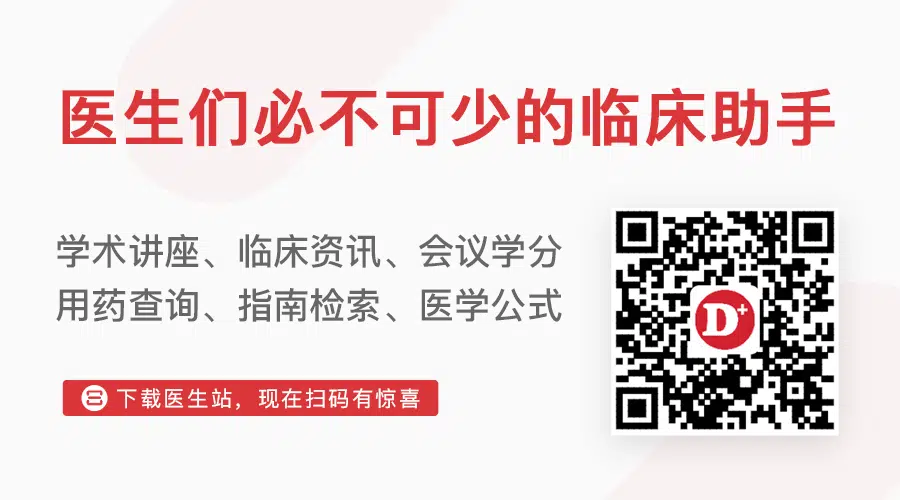 医生们必不可少的临床助手
学术讲座、临床资讯、会议学分
用药查询、指南检索、医学公式
下载医生站，现在扫码有惊喜
D+